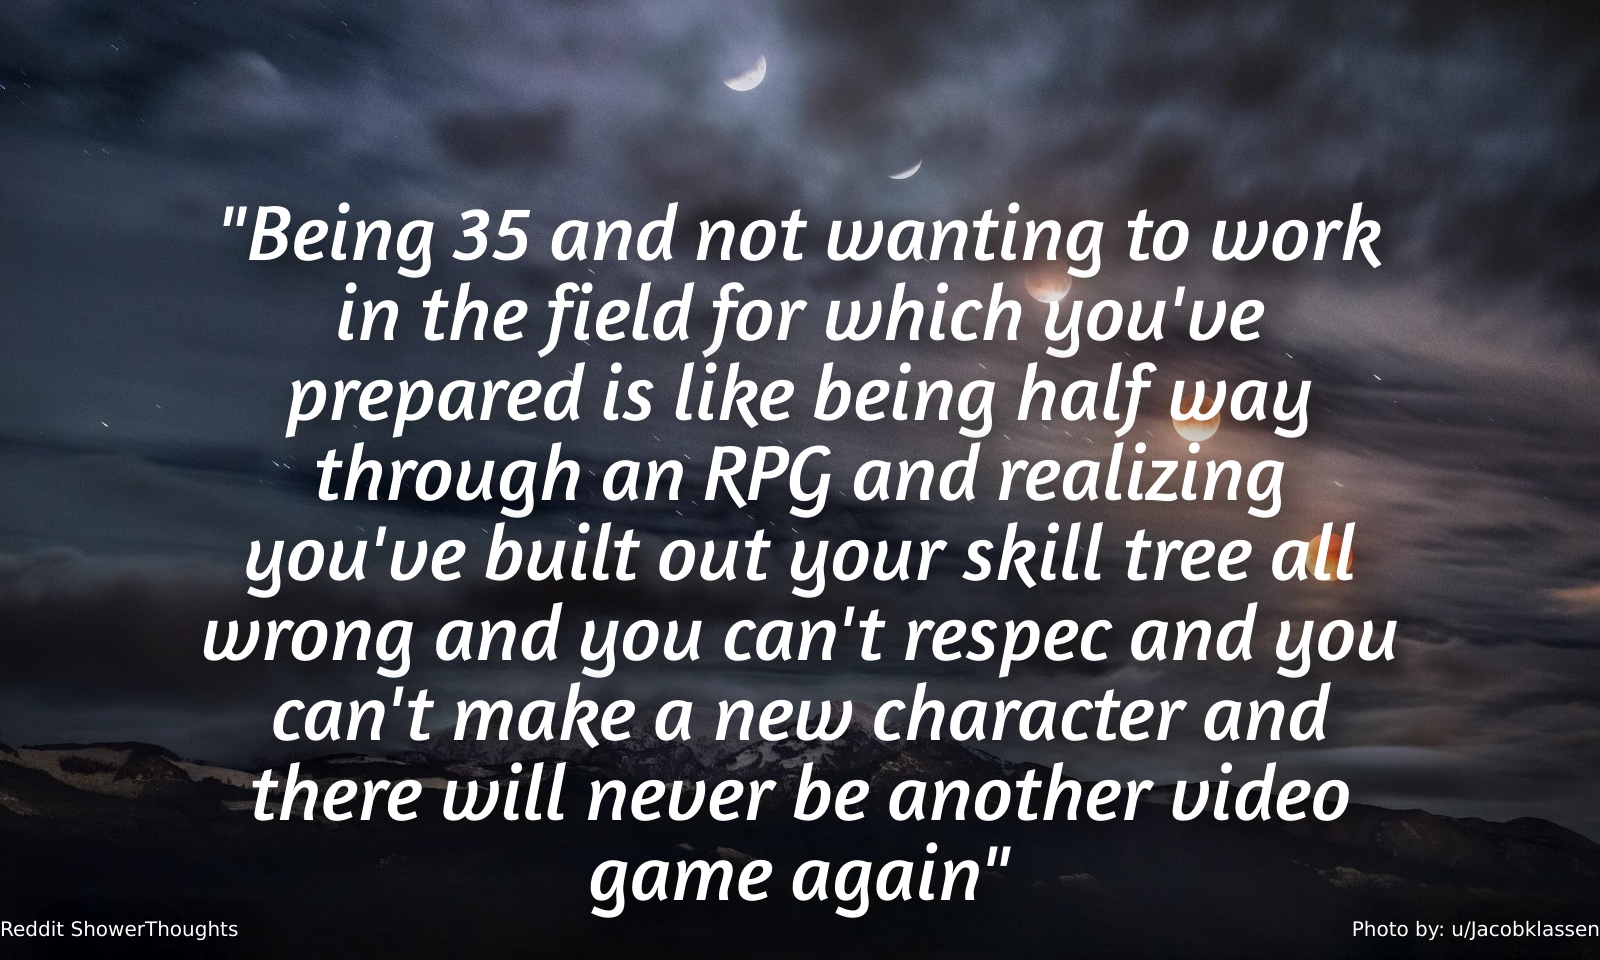 "Being 35 and not wanting to work
in the field for which you've
prepared is like being half way
through an RPG and realizing
you've built out your skill tree all
wrong and you can't respec and you
can't make a new character and
there will never be another video
game again"
Reddit ShowerThoughts
Photo by: u/Jacobklassen